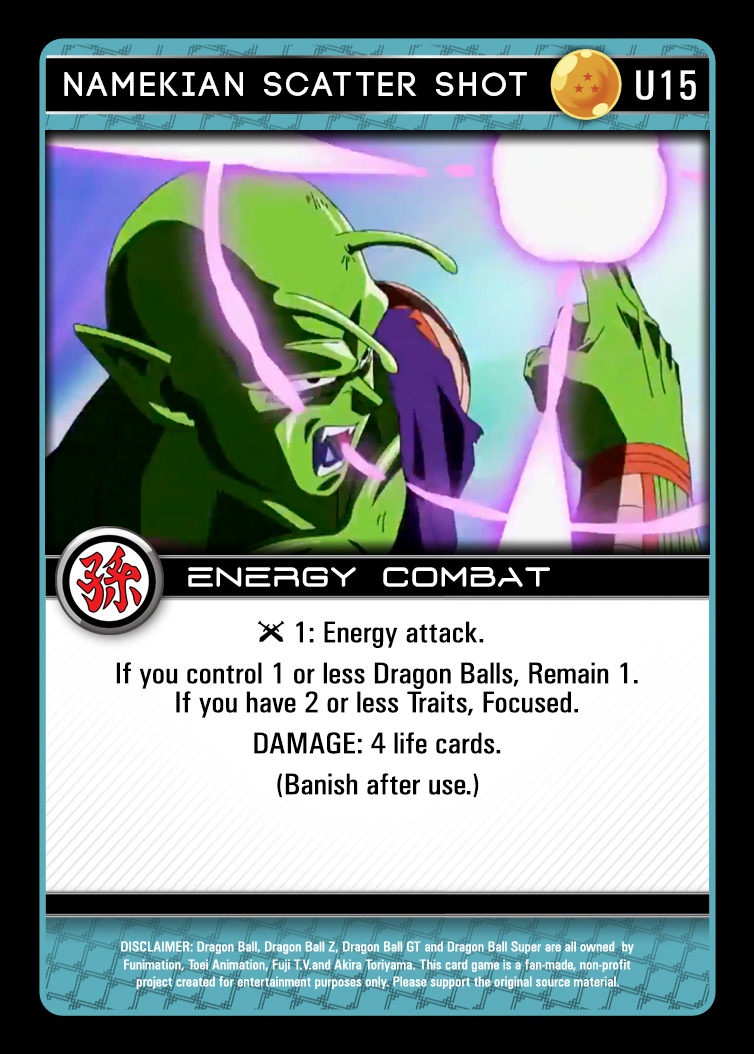 NAMEKIAN SCATTER SHOT U15
孫
ENERGY COMBAT
1: Energy attack.
If you control 1 or less Dragon Balls, Remain 1.
If you have 2 or less Traits, Focused.
DAMAGE: 4 life cards.
(Banish after use.)
DISCLAIMER: Dragon Ball, Dragon Ball Z, Dragon Ball GT and Dragon Ball Super are all owned by
Funimation, Toei Animation, Fuji T.V.and Akira Toriyama. This card game is a fan-made, non-profit
project created for entertainment purposes only. Please support the original source material.